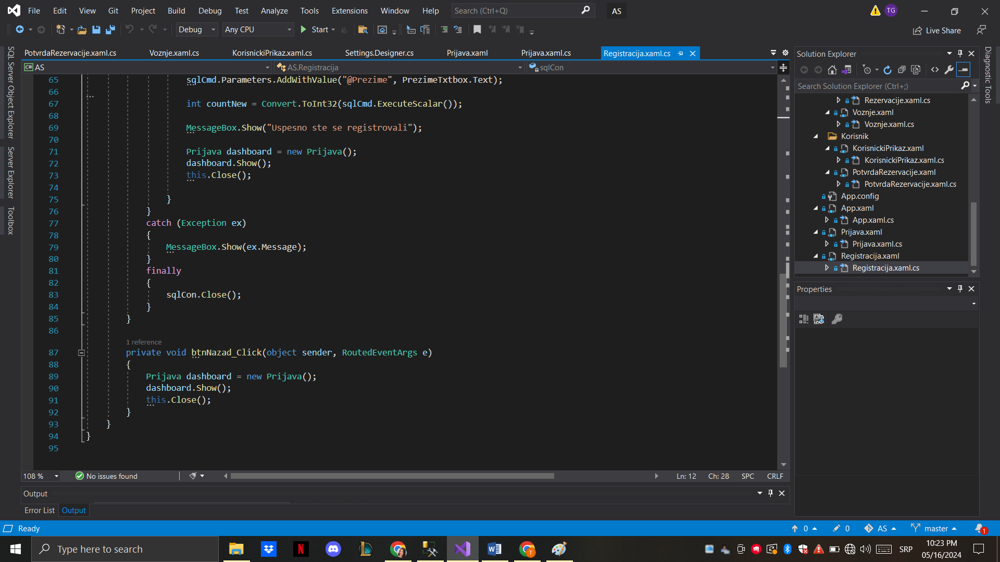 File Edit View Git Project Build Debug Test Analyze Tools Extensions Window Help Search (Ctrl+Q) AS TG
Debug Any CPU Start Live Share
PotvrdaRezervacije.xaml.cs Voznje.xaml.cs KorisnickiPrikaz.xaml.cs Settings.Designer.cs Prijava.xaml Prijava.xaml.cs Registracija.xaml.cs
C# AS AS.Registracija sqlCon
SQL Server Object Explorer
Server Explorer
Toolbox
65 sqlCmd.Parameters.AddWithValue("@Prezime", PrezimeTxtbox.Text);
66
67 int countNew = Convert.ToInt32(sqlCmd.ExecuteScalar());
68
69 MessageBox.Show("Uspesno ste se registrovali");
70
71 Prijava dashboard = new Prijava();
72 dashboard.Show();
73 this.Close();
74
75 }
76 }
77 catch (Exception ex)
78 {
79 MessageBox.Show(ex.Message);
80 }
81 finally
82 {
83 sqlCon.Close();
84 }
85 }
86
1 reference
87 private void btnNazad_Click(object sender, RoutedEventArgs e)
88 {
89 Prijava dashboard = new Prijava();
90 dashboard.Show();
91 this.Close();
92 }
93 }
94 }
95
108 % No issues found Ln: 12 Ch: 28 SPC CRLF
Output
Error List Output
Solution Explorer
Search Solution Explorer (Ctrl+;)
Rezervacije.xaml.cs
Voznje.xaml
Voznje.xaml.cs
Korisnik
KorisnickiPrikaz.xaml
KorisnickiPrikaz.xaml.cs
PotvrdaRezervacije.xaml
PotvrdaRezervacije.xaml.cs
App.config
App.xaml
App.xaml.cs
Prijava.xaml
Prijava.xaml.cs
Registracija.xaml
Registracija.xaml.cs
Properties
Diagnostic Tools
Ready 0 0 AS master 1
Type here to search SRP 10:23 PM
05/16/2024